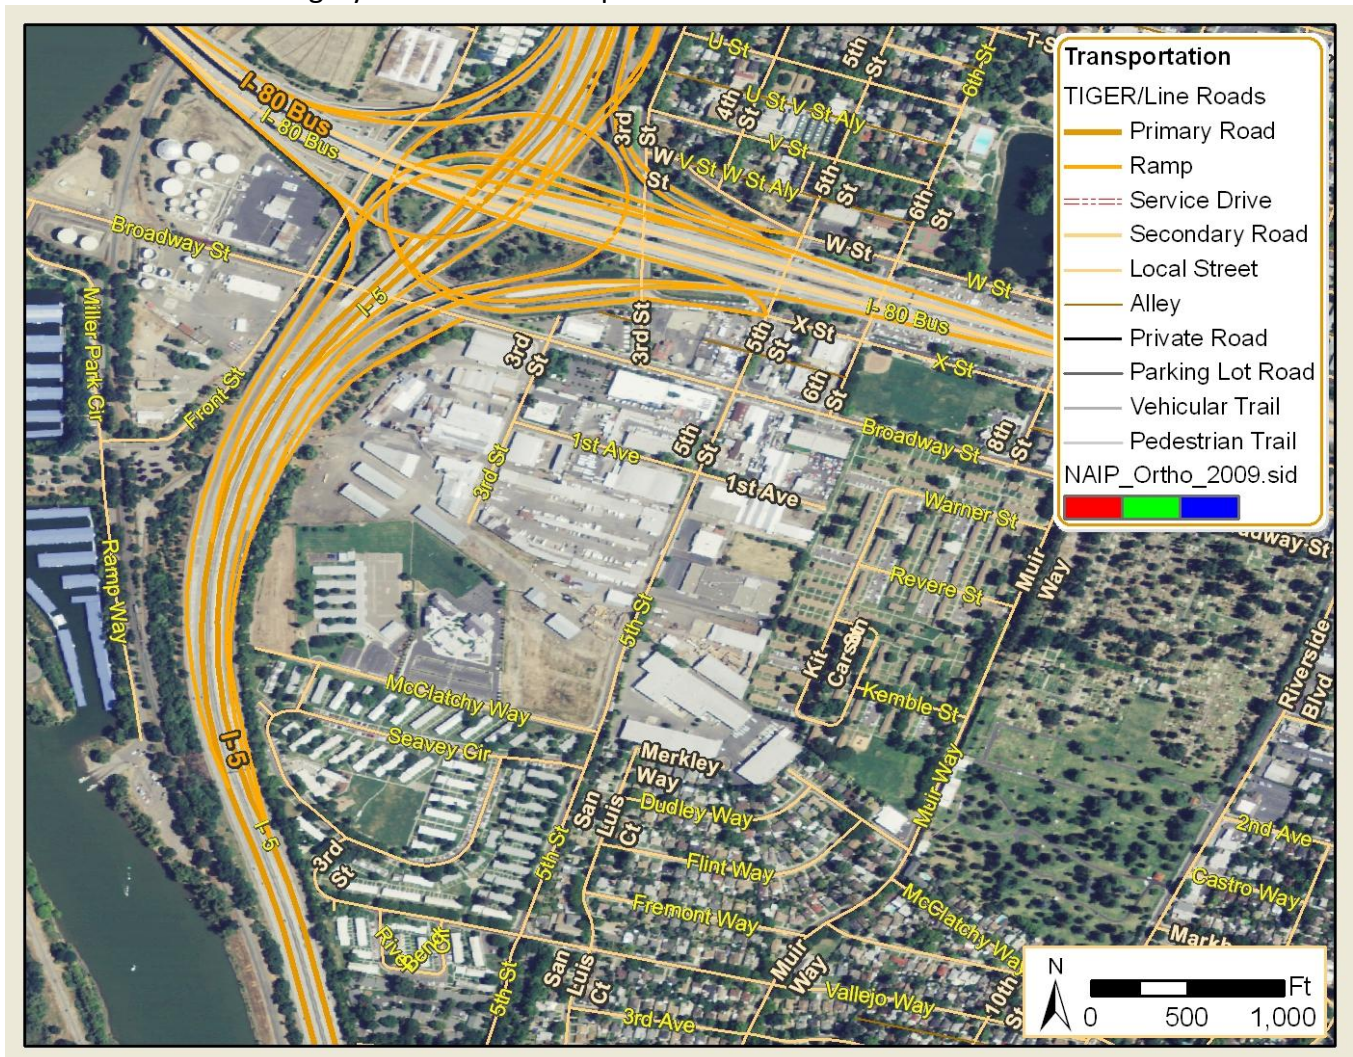 I- 80 Bus
I- 80 Bus
U St
5th
St
6th St
T S
U St V St Aly
4th
St
3rd
St
V St
W
St
V St W St Aly
5th
St
6th
St
W St
W St
Broadway St
I- 5
I- 80 Bus
Miller Park Cir
Front St
3rd
St
3rd St
5th
St
X St
X St
6th
St
Broadway St
8th
St
1st Ave
3rd St
5th
St
1st Ave
Warner St
Revere St
Muir
Way
adway St
Ramp Way
5th St
Kit
Carson
Kemble St
Riverside
Blvd
McClatchy Way
Seavey Cir
I- 5
I- 5
Merkley
Way
Dudley Way
San
Luis
Ct
Muir Way
2nd Ave
3rd
St
5th St
Flint Way
Castro Way
Fremont Way
McClatchy Way
Markh
River
Bend
Cir
Muir
Way
San
Luis
Ct
5th St
Vallejo Way
10th
St
3rd Ave
Transportation
TIGER/Line Roads
Primary Road
Ramp
Service Drive
Secondary Road
Local Street
Alley
Private Road
Parking Lot Road
Vehicular Trail
Pedestrian Trail
NAIP_Ortho_2009.sid
N
Ft
0 500 1,000